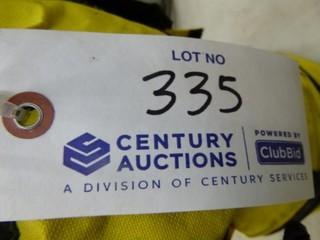 LOT NO
335
CENTURY AUCTIONS
POWERED BY
ClubBid
A DIVISION OF CENTURY SERVICES